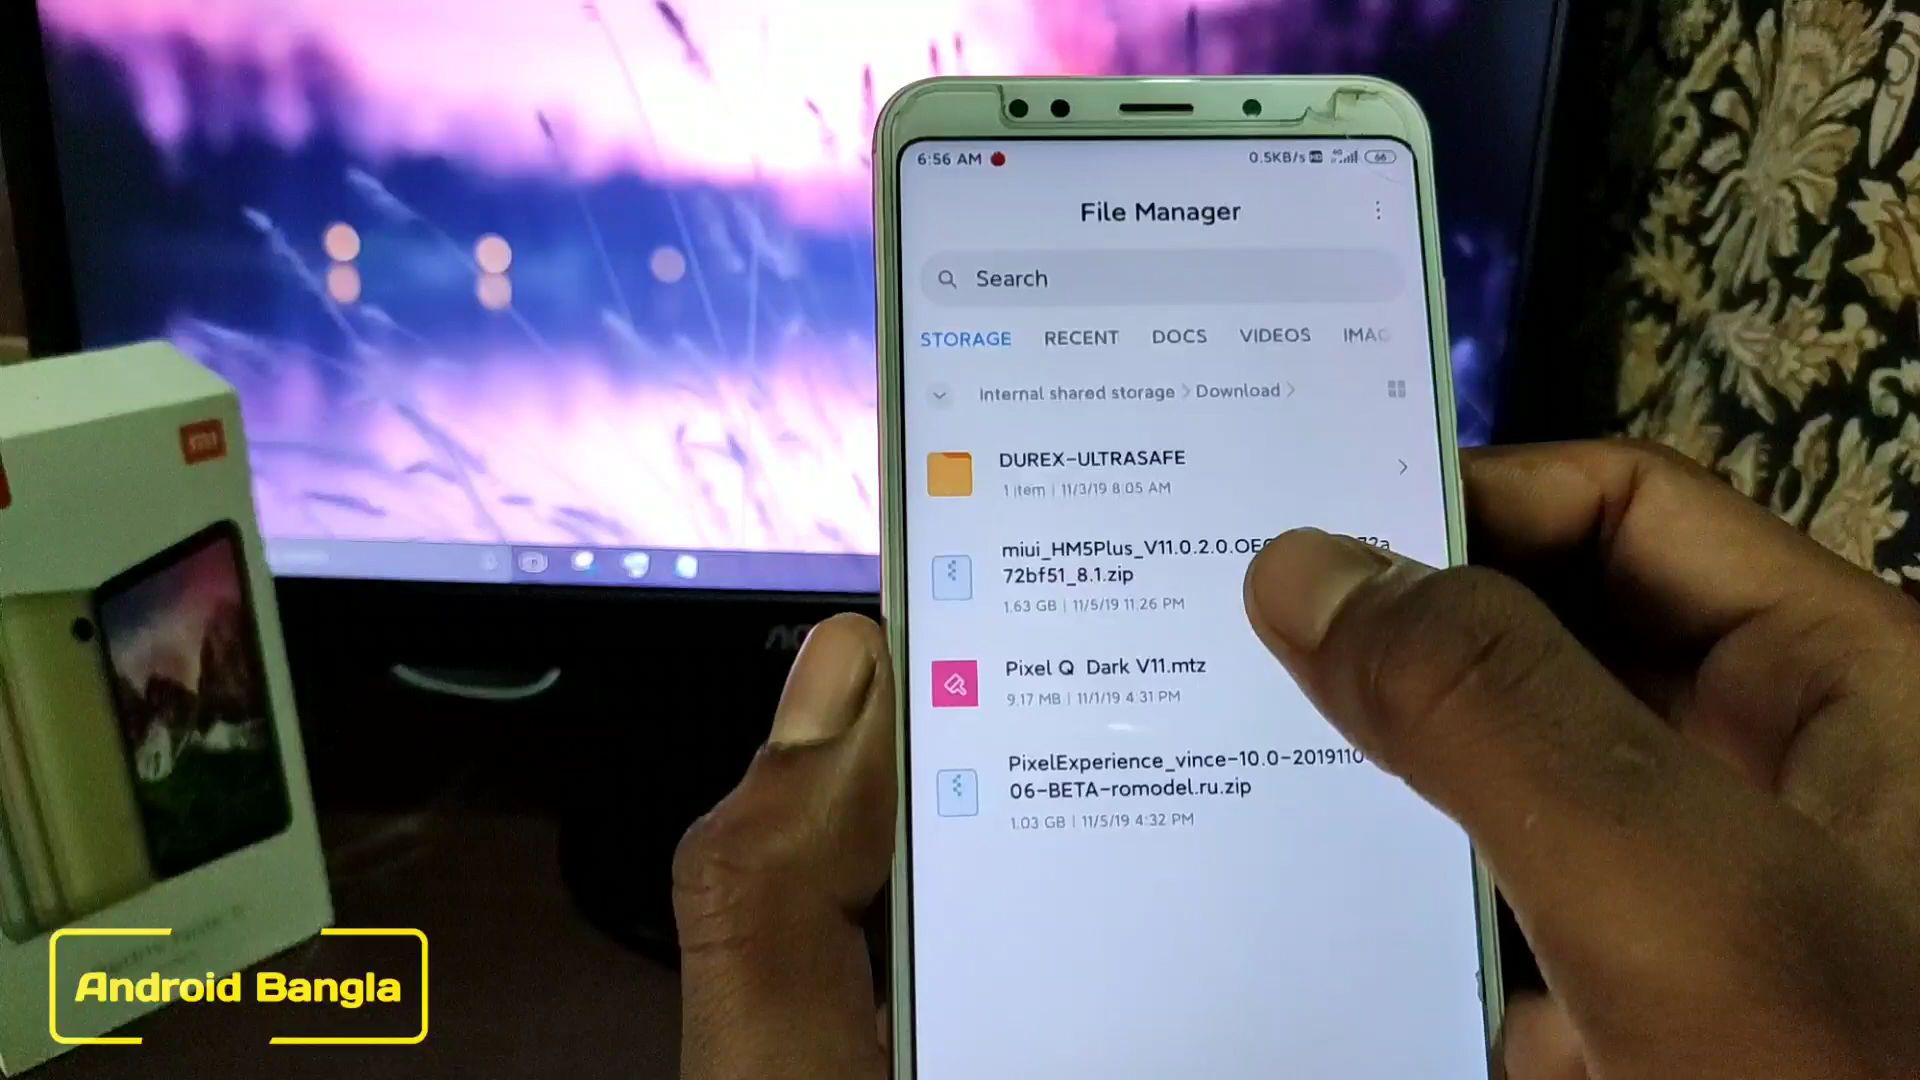 6:56 AM 0.5KB/s 66
File Manager
Search
STORAGE RECENT DOCS VIDEOS IMAG
Internal shared storage > Download >
DUREX-ULTRASAFE
1 item | 11/3/19 8:05 AM
miui_HM5Plus_V11.0.2.0.OE
72bf51_8.1.zip
1.63 GB | 11/5/19 11:26 PM
Pixel Q Dark V11.mtz
9.17 MB | 11/1/19 4:31 PM
PixelExperience_vince-10.0-2019110
06-BETA-romodel.ru.zip
1.03 GB | 11/5/19 4:32 PM
mi
Android Bangla